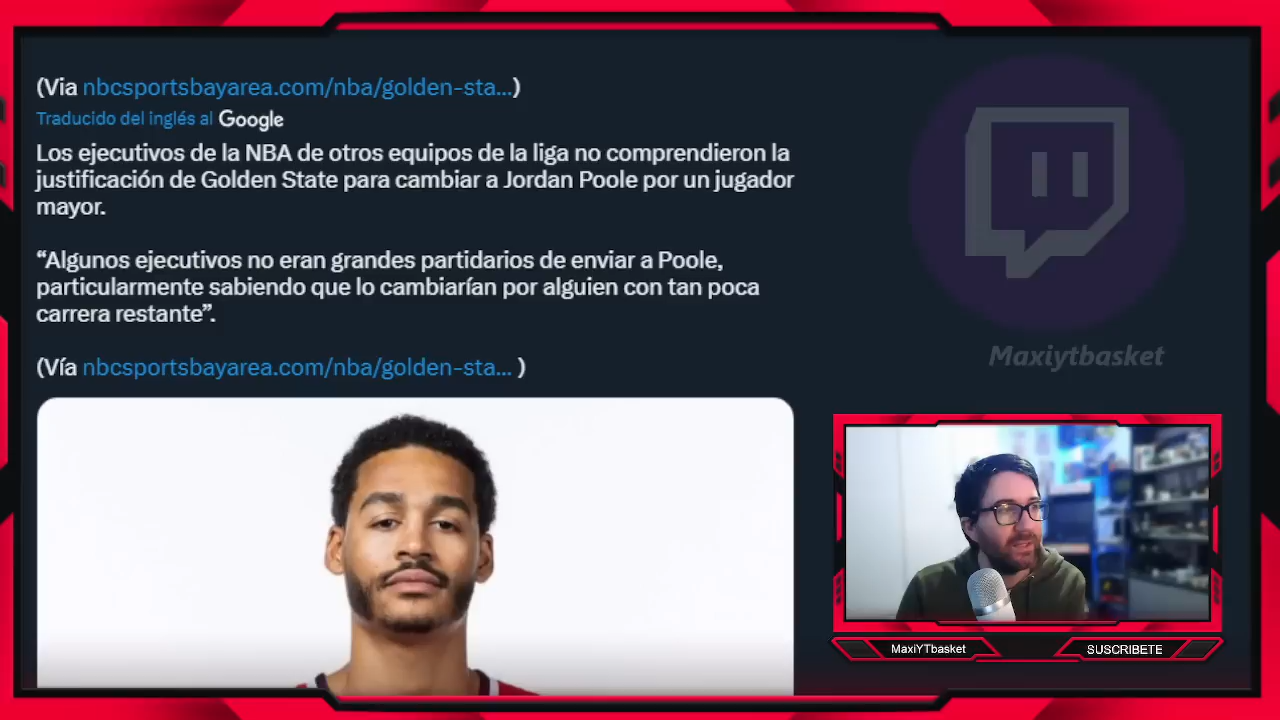 (Via nbcsportsbayarea.com/nba/golden-sta...)
Traducido del inglés al Google
Los ejecutivos de la NBA de otros equipos de la liga no comprendieron la
justificación de Golden State para cambiar a Jordan Poole por un jugador
mayor.
“Algunos ejecutivos no eran grandes partidarios de enviar a Poole,
particularmente sabiendo que lo cambiarían por alguien con tan poca
carrera restante”.
(Vía nbcsportsbayarea.com/nba/golden-sta... )
Maxiytbasket
MaxiYTbasket
SUSCRIBETE